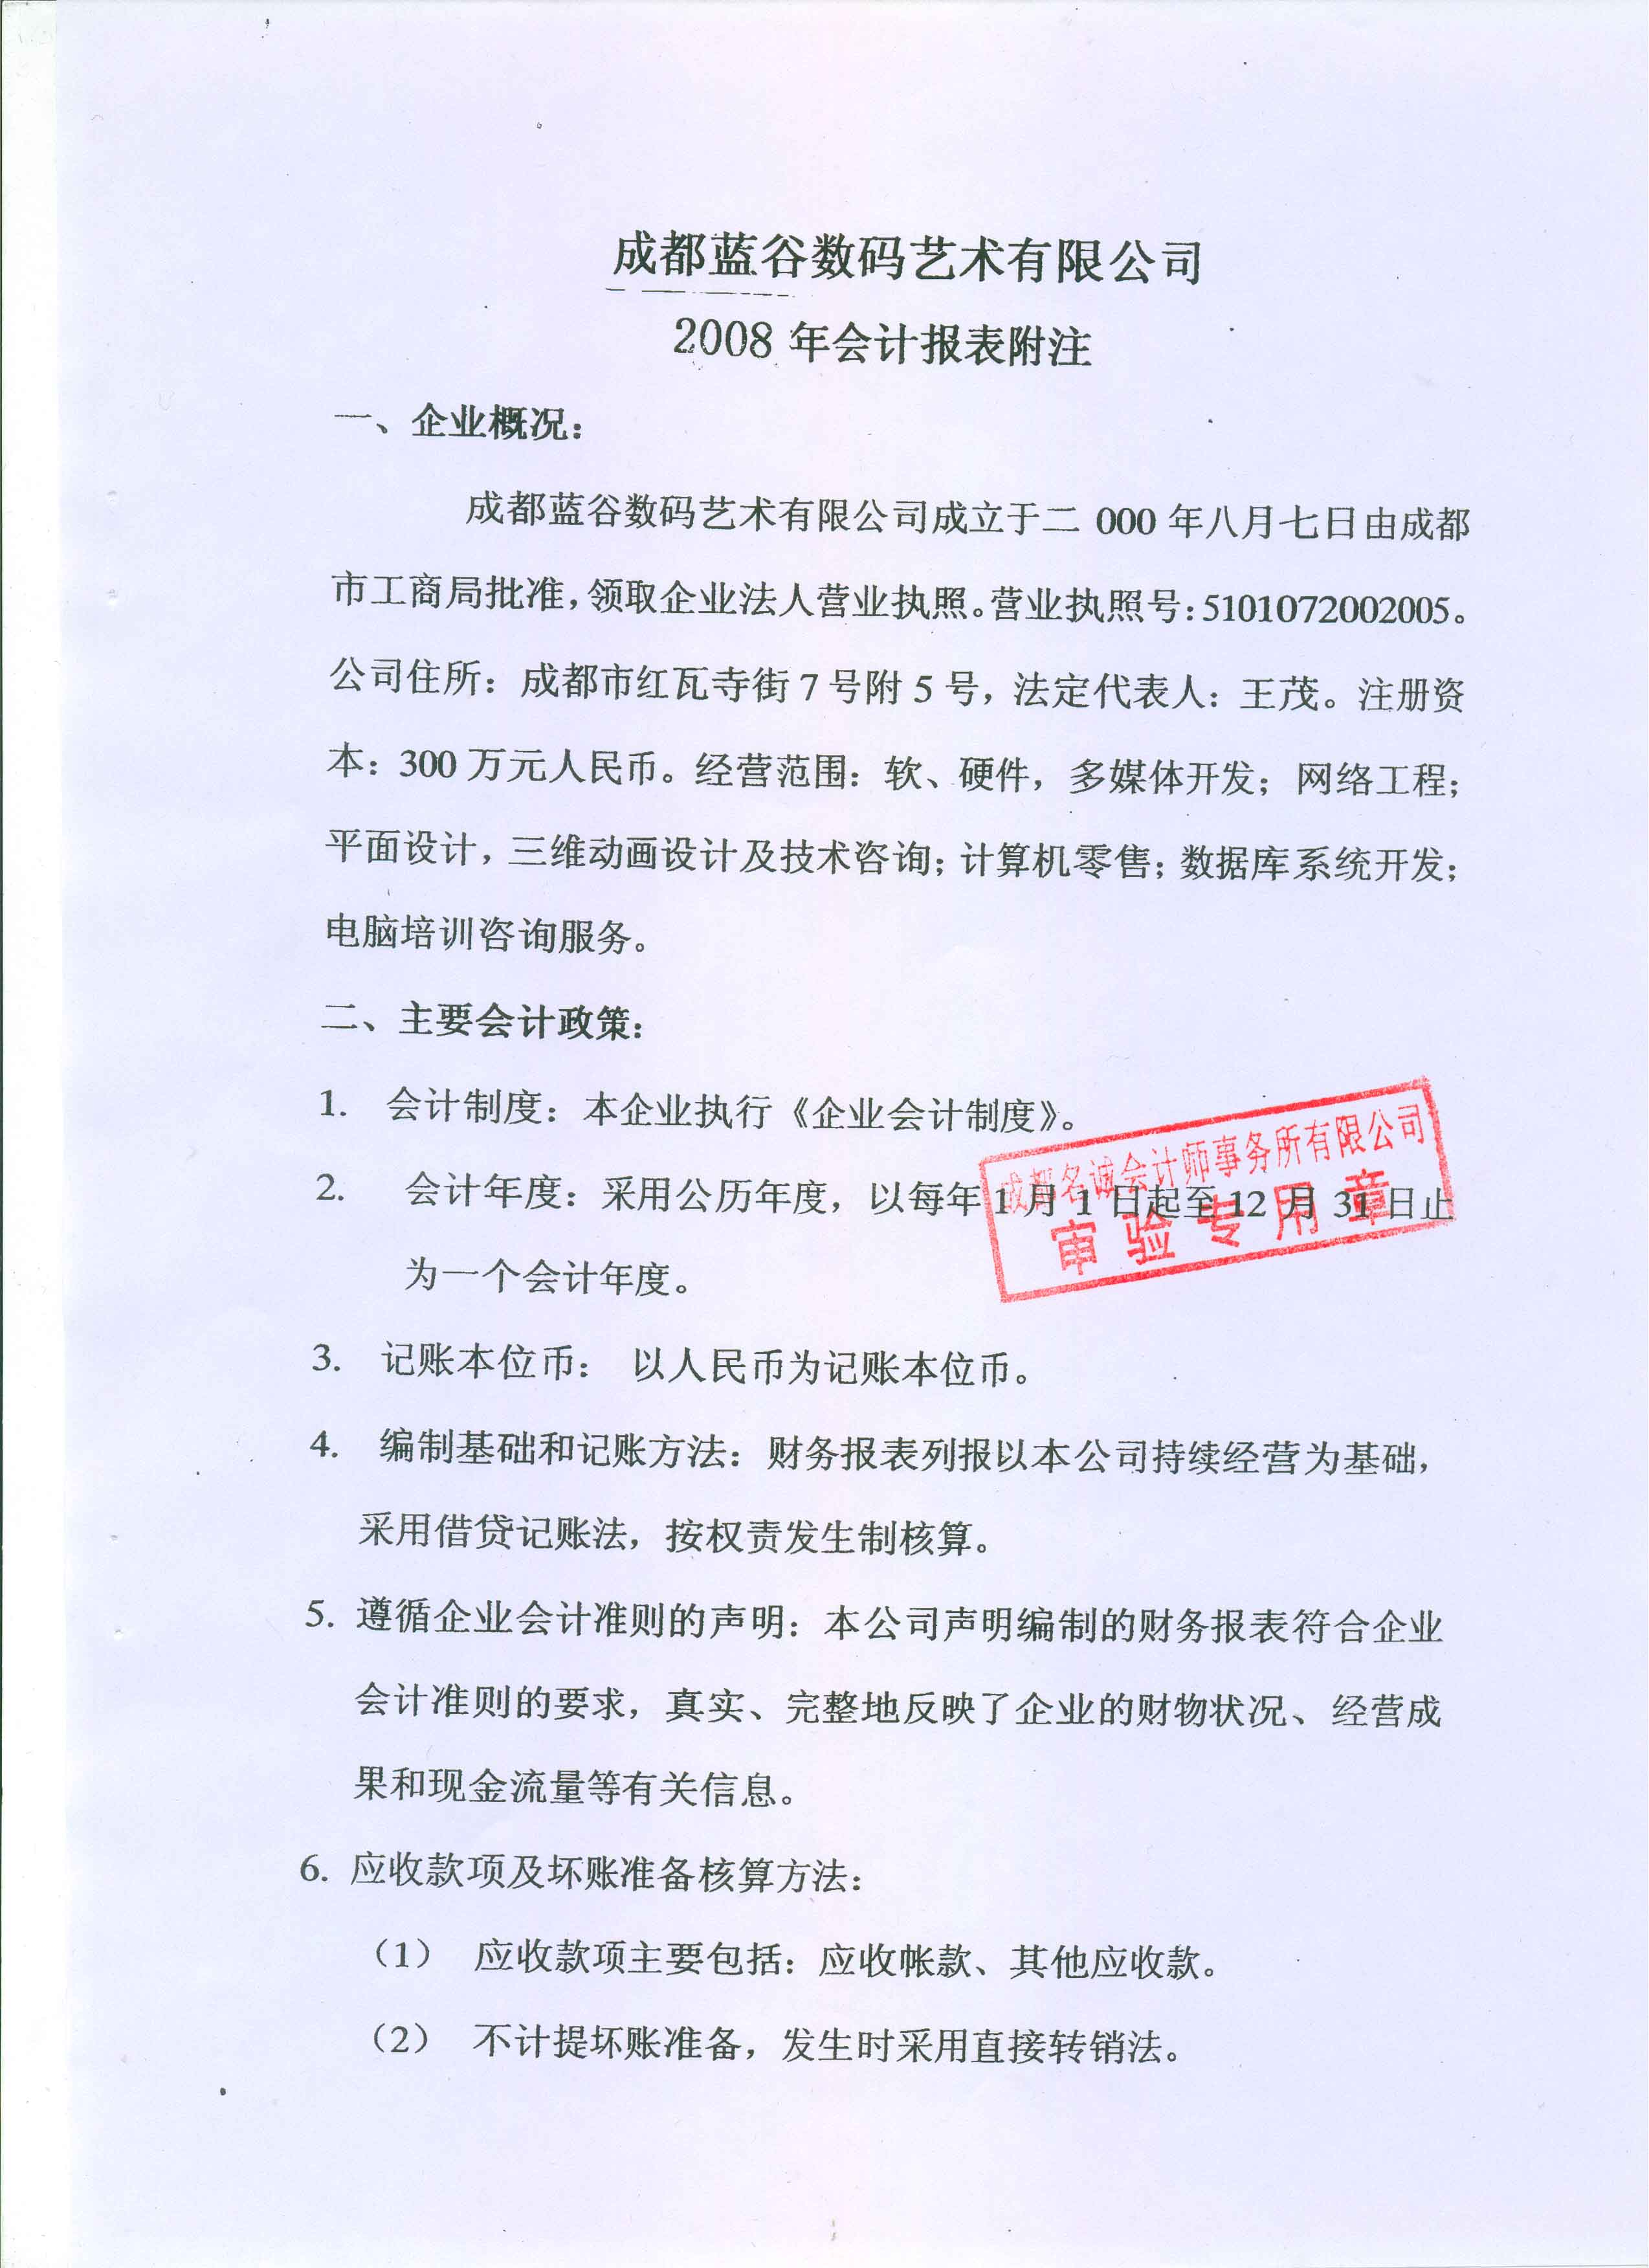 成都蓝谷数码艺术有限公司
2008 年会计报表附注
一、企业概况：
成都蓝谷数码艺术有限公司成立于二 000 年八月七日由成都
市工商局批准，领取企业法人营业执照。营业执照号：5101072002005。
公司住所：成都市红瓦寺街 7 号附 5 号，法定代表人：王茂。注册资
本：300 万元人民币。经营范围：软、硬件，多媒体开发；网络工程；
平面设计，三维动画设计及技术咨询；计算机零售；数据库系统开发；
电脑培训咨询服务。
二、主要会计政策：
1. 会计制度：本企业执行《企业会计制度》。
成都名诚会计师事务所有限公司
2. 会计年度：采用公历年度，以每年 1 月 1 日起至 12 月 31 日止
审验专用章
为一个会计年度。
3. 记账本位币： 以人民币为记账本位币。
4. 编制基础和记账方法：财务报表列报以本公司持续经营为基础，
采用借贷记账法，按权责发生制核算。
5. 遵循企业会计准则的声明：本公司声明编制的财务报表符合企业
会计准则的要求，真实、完整地反映了企业的财物状况、经营成
果和现金流量等有关信息。
6. 应收款项及坏账准备核算方法：
（1） 应收款项主要包括：应收帐款、其他应收款。
（2） 不计提坏账准备，发生时采用直接转销法。